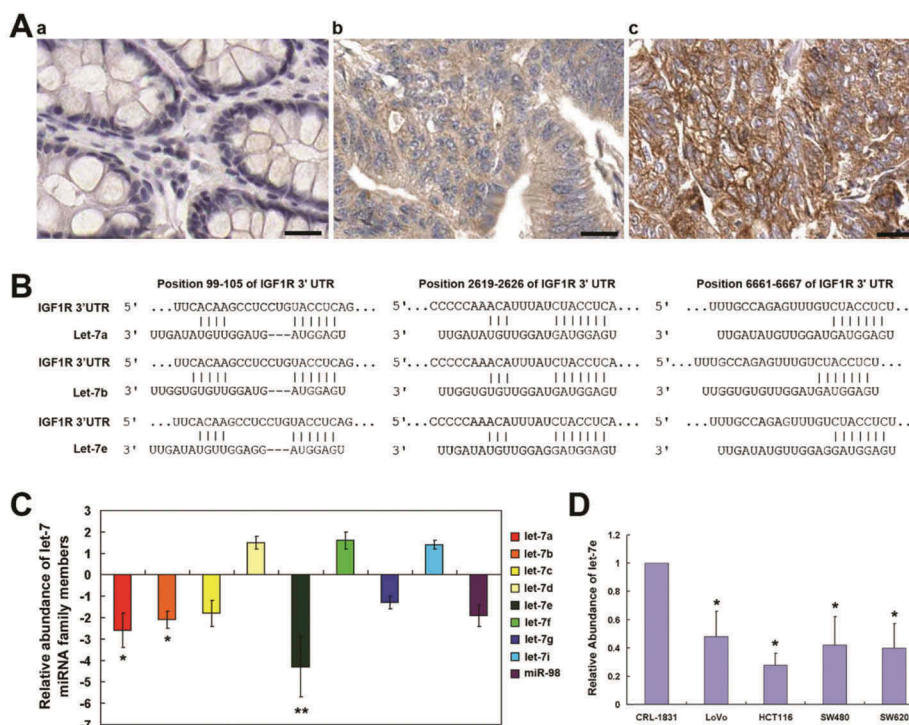 A
a
b
c
B
Position 99-105 of IGF1R 3' UTR
Position 2619-2626 of IGF1R 3' UTR
Position 6661-6667 of IGF1R 3' UTR
IGF1R 3'UTR 5' ...UUCACAAGCCUCCUGUACCUCAG... 5' ...CCCCCAAACAUUUAUCUACCUCA... 5' ...UUUGCCAGAGUUUGUCUACCUCU...
Let-7a 3' UUGAUAUGUUGGAUG---AUGGAGU 3' UUGAUAUGUUGGAUGAUGGAGU 3' UUGAUAUGUUGGAUGAUGGAGU
IGF1R 3'UTR 5' ...UUCACAAGCCUCCUGUACCUCAG... 5' ...CCCCCAAACAUUUAUCUACCUCA... 5' ...UUUGCCAGAGUUUGUCUACCUCU...
Let-7b 3' UUGGUGUGUUGGAUG---AUGGAGU 3' UUGGUGUGUUGGAUGAUGGAGU 3' UUGGUGUGUUGGAUGAUGGAGU
IGF1R 3'UTR 5' ...UUCACAAGCCUCCUGUACCUCAG... 5' ...CCCCCAAACAUUUAUCUACCUCA... 5' ...UUUGCCAGAGUUUGUCUACCUCU...
Let-7e 3' UUGAUAUGUUGGAGG---AUGGAGU 3' UUGAUAUGUUGGAGGAUGGAGU 3' UUGAUAUGUUGGAGGAUGGAGU
C
Relative abundance of let-7
miRNA family members
3
2
1
0
-1
-2
-3
-4
-5
-6
-7
*
*
**
let-7a
let-7b
let-7c
let-7d
let-7e
let-7f
let-7g
let-7i
miR-98
D
Relative Abundance of let-7e
1.2
1
0.8
0.6
0.4
0.2
0
*
*
*
*
CRL-1831
LoVo
HCT116
SW480
SW620